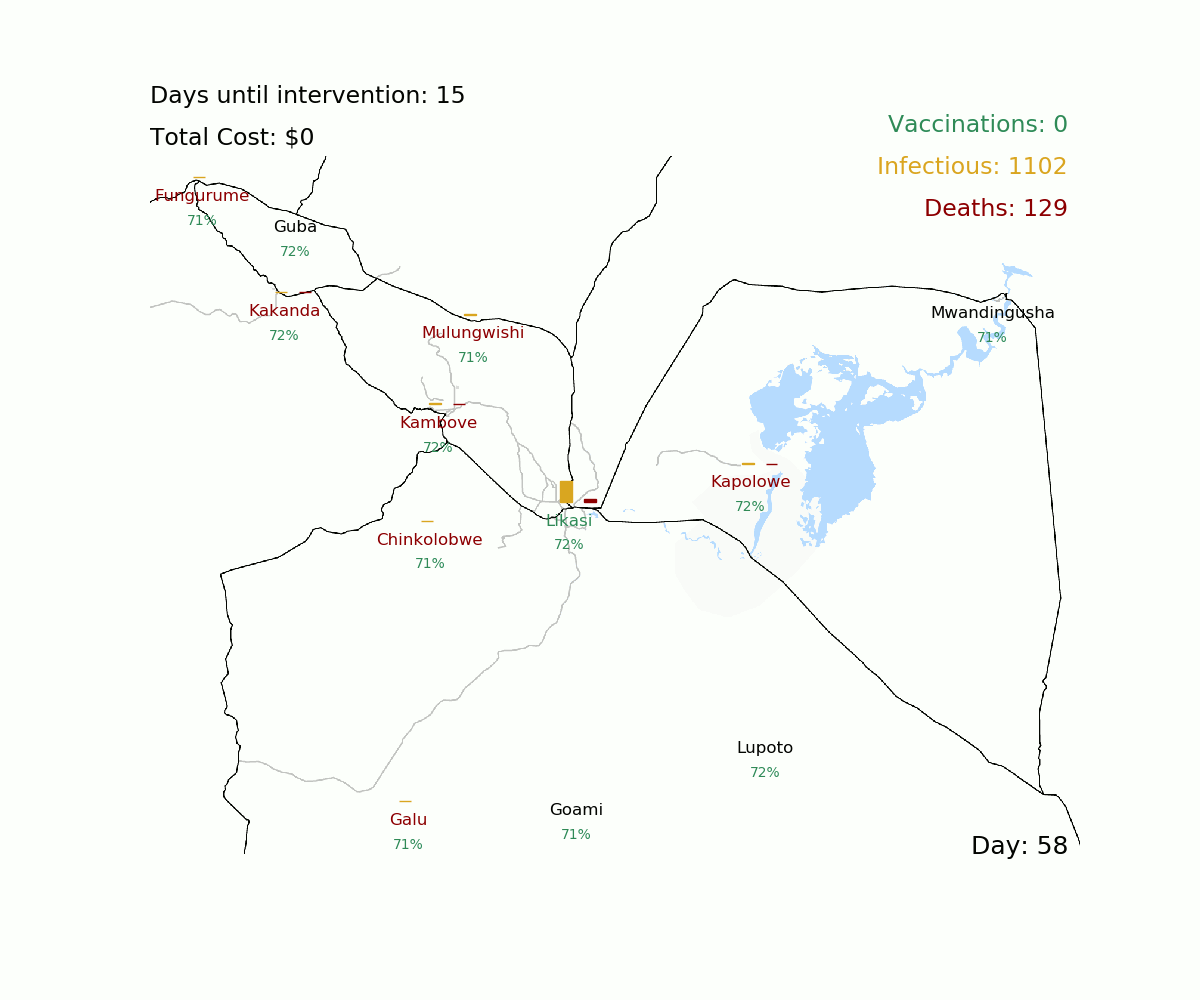 Days until intervention: 15
Total Cost: $0
Vaccinations: 0
Infectious: 1102
Deaths: 129
Fungurume
71%
Guba
72%
Kakanda
72%
Mulungwishi
71%
Mwandingusha
71%
Kambove
72%
Kapolowe
72%
Likasi
72%
Chinkolobwe
71%
Lupoto
72%
Galu
71%
Goami
71%
Day: 58